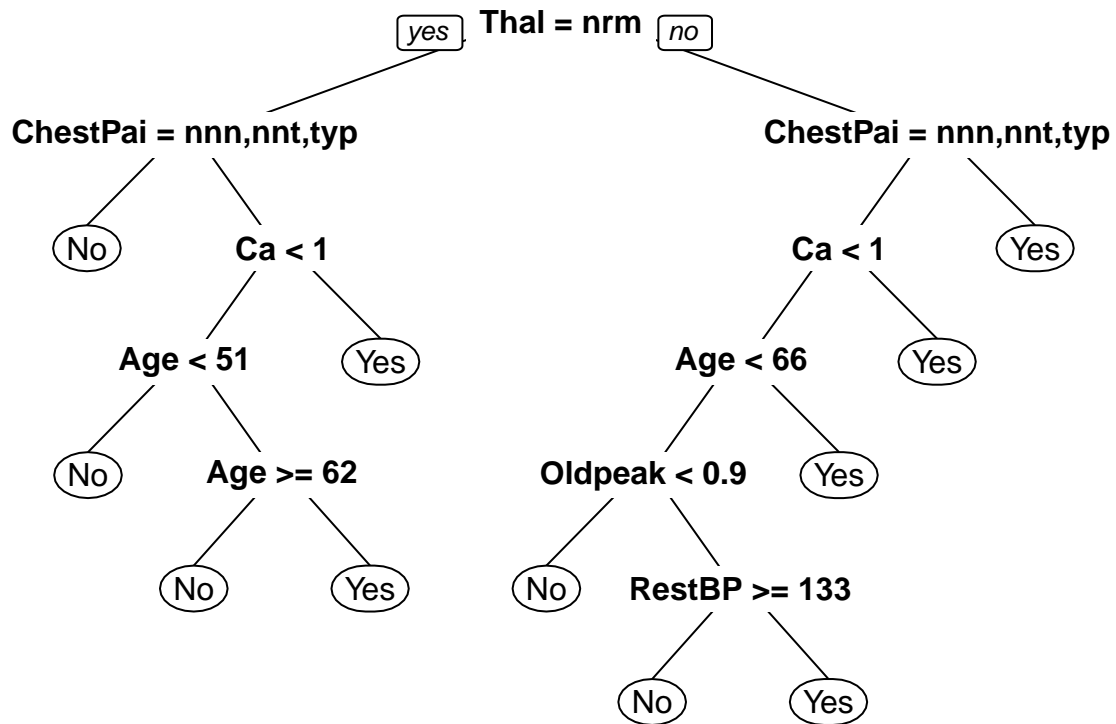 yes Thal = nrm no
ChestPai = nnn,nnt,typ ChestPai = nnn,nnt,typ
No Ca < 1 Ca < 1 Yes
Age < 51 Yes Age < 66 Yes
No Age >= 62 Oldpeak < 0.9 Yes
No Yes No RestBP >= 133
No Yes